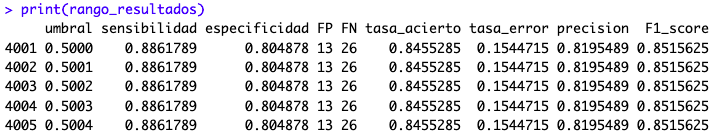 > print(rango_resultados)
umbral sensibilidad especificidad FP FN tasa_acierto tasa_error precision F1_score
4001 0.5000 0.8861789 0.804878 13 26 0.8455285 0.1544715 0.8195489 0.8515625
4002 0.5001 0.8861789 0.804878 13 26 0.8455285 0.1544715 0.8195489 0.8515625
4003 0.5002 0.8861789 0.804878 13 26 0.8455285 0.1544715 0.8195489 0.8515625
4004 0.5003 0.8861789 0.804878 13 26 0.8455285 0.1544715 0.8195489 0.8515625
4005 0.5004 0.8861789 0.804878 13 26 0.8455285 0.1544715 0.8195489 0.8515625